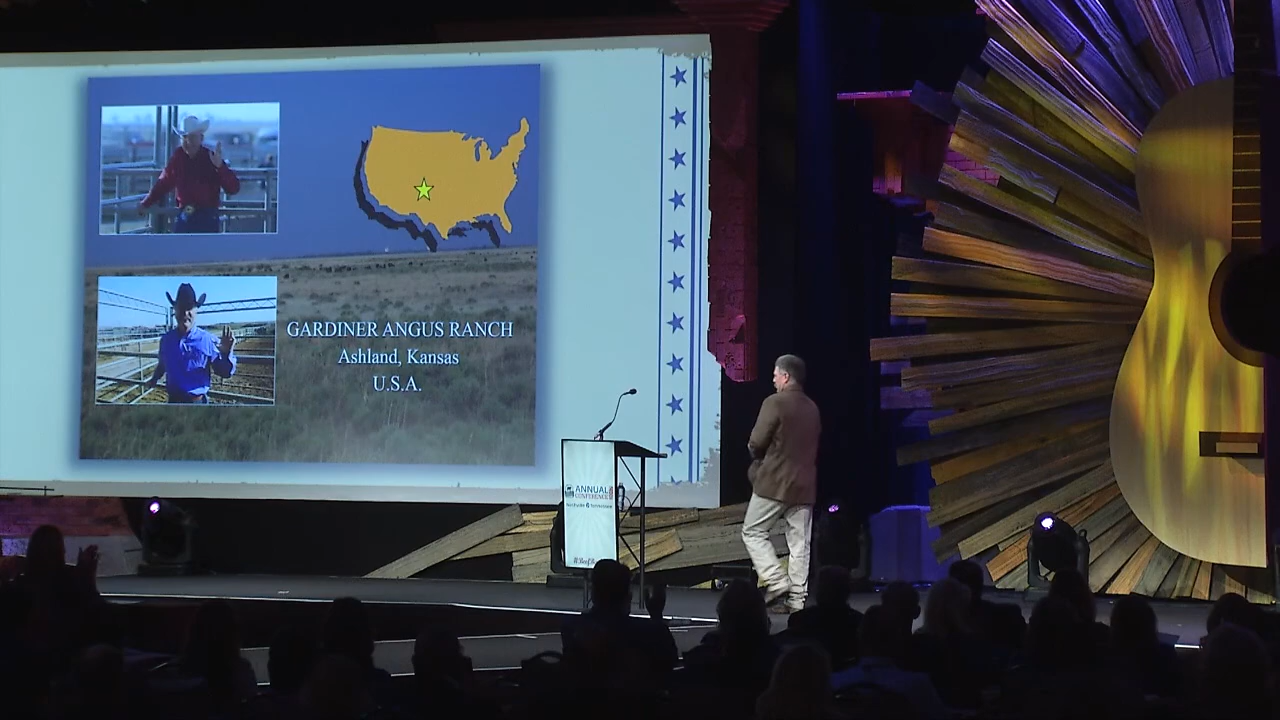 GARDINER ANGUS RANCH
Ashland, Kansas
U.S.A.
ANNUAL
CONFERENCE